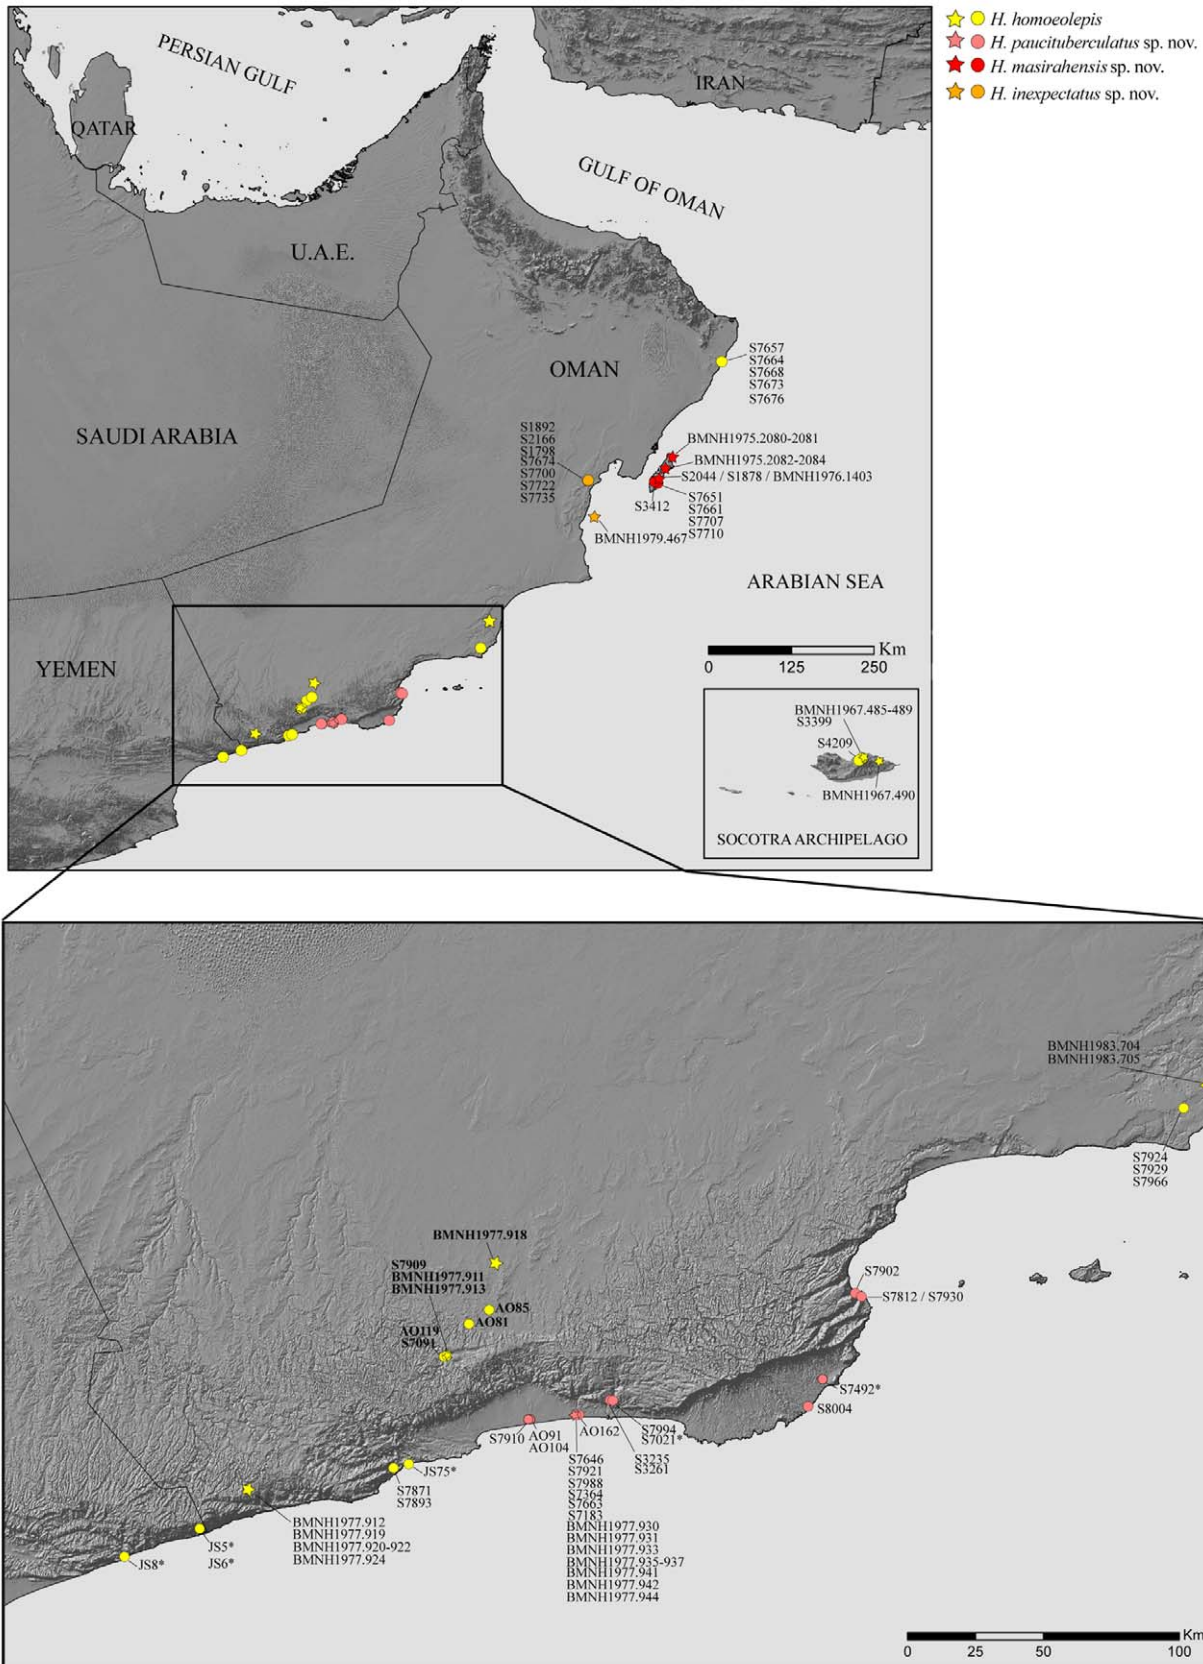 H. homoeolepis
H. paucituberculatus sp. nov.
H. masirahensis sp. nov.
H. inexpectatus sp. nov.
PERSIAN GULF
IRAN
QATAR
GULF OF OMAN
U.A.E.
OMAN
SAUDI ARABIA
S7657
S7664
S7668
S7673
S7676
S1892
S2166
S1798
S7674
S7700
S7722
S7735
BMNH1975.2080-2081
BMNH1975.2082-2084
S2044 / S1878 / BMNH1976.1403
S3412
S7651
S7661
S7707
S7710
BMNH1979.467
ARABIAN SEA
YEMEN
Km
0 125 250
BMNH1967.485-489
S3399
S4209
BMNH1967.490
SOCOTRA ARCHIPELAGO
BMNH1983.704
BMNH1983.705
S7924
S7929
S7966
BMNH1977.918
S7909
BMNH1977.911
BMNH1977.913
AO85
AO81
AO119
S7091
S7902
S7812 / S7930
S7492*
S8004
S7910
AO91
AO104
AO162
S7994
S7021*
S3235
S3261
S7646
S7921
S7988
S7364
S7663
S7183
BMNH1977.930
BMNH1977.931
BMNH1977.933
BMNH1977.935-937
BMNH1977.941
BMNH1977.942
BMNH1977.944
JS75*
S7871
S7893
BMNH1977.912
BMNH1977.919
BMNH1977.920-922
BMNH1977.924
JS5*
JS6*
JS8*
Km
0 25 50 100